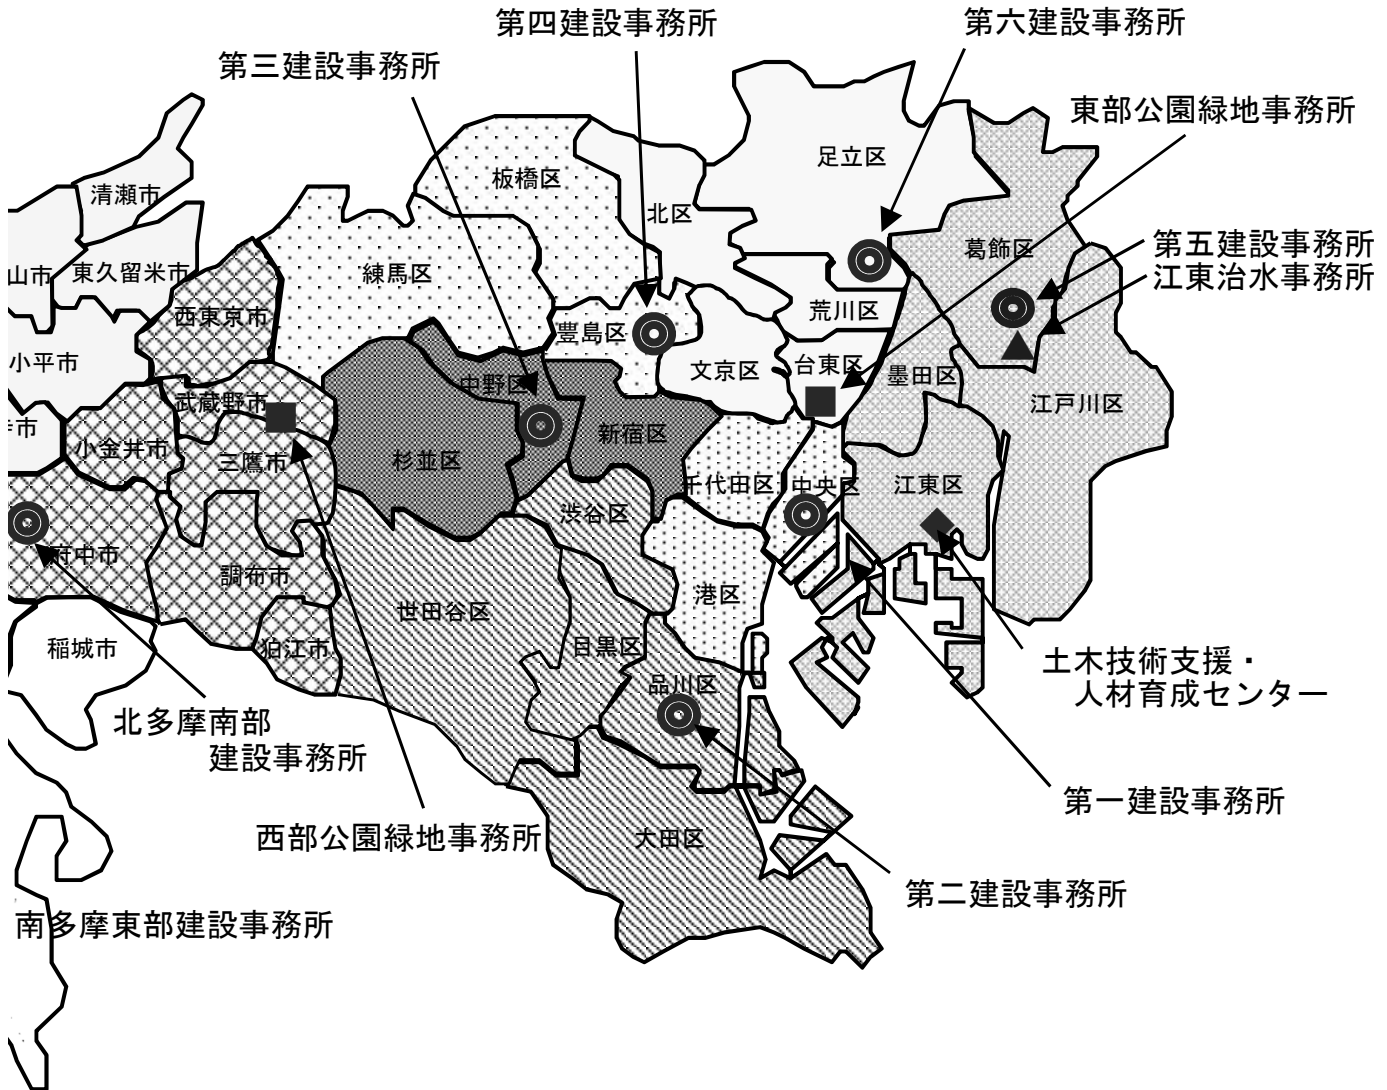 第四建設事務所
第六建設事務所
第三建設事務所
東部公園緑地事務所
足立区
板橋区
清瀬市
北区
葛飾区
第五建設事務所
江東治水事務所
山市
東久留米市
練馬区
荒川区
西東京市
豊島区
小平市
文京区
台東区
墨田区
中野区
武蔵野市
江戸川区
市
小金井市
三鷹市
杉並区
新宿区
千代田区
中央区
江東区
渋谷区
府中市
調布市
港区
世田谷区
稲城市
狛江市
目黒区
品川区
土木技術支援・
人材育成センター
北多摩南部
建設事務所
第一建設事務所
西部公園緑地事務所
大田区
第二建設事務所
南多摩東部建設事務所